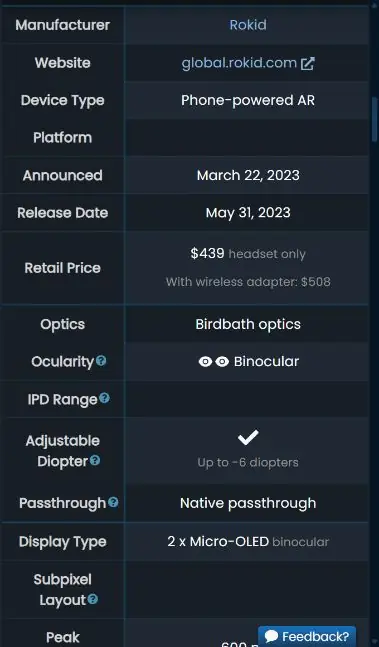 Manufacturer Rokid
Website global.rokid.com
Device Type Phone-powered AR
Platform
Announced March 22, 2023
Release Date May 31, 2023
Retail Price $439 headset only
With wireless adapter: $508
Optics Birdbath optics
Ocularity? Binocular
IPD Range?
Adjustable
Diopter?
Up to -6 diopters
Passthrough? Native passthrough
Display Type 2 x Micro-OLED binocular
Subpixel
Layout?
Peak
Feedback?